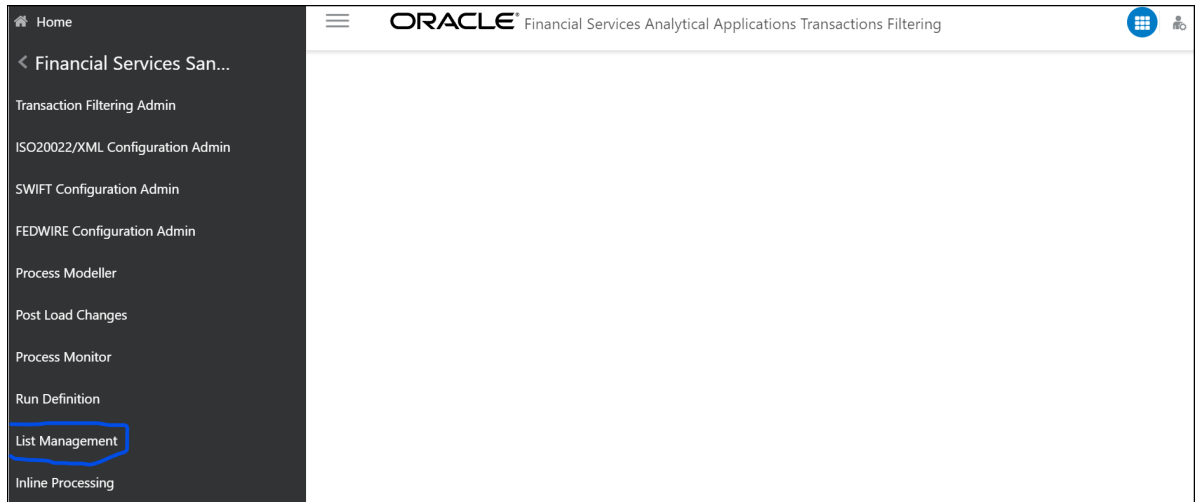 Home
ORACLE® Financial Services Analytical Applications Transactions Filtering
Financial Services San...
Transaction Filtering Admin
ISO20022/XML Configuration Admin
SWIFT Configuration Admin
FEDWIRE Configuration Admin
Process Modeller
Post Load Changes
Process Monitor
Run Definition
List Management
Inline Processing